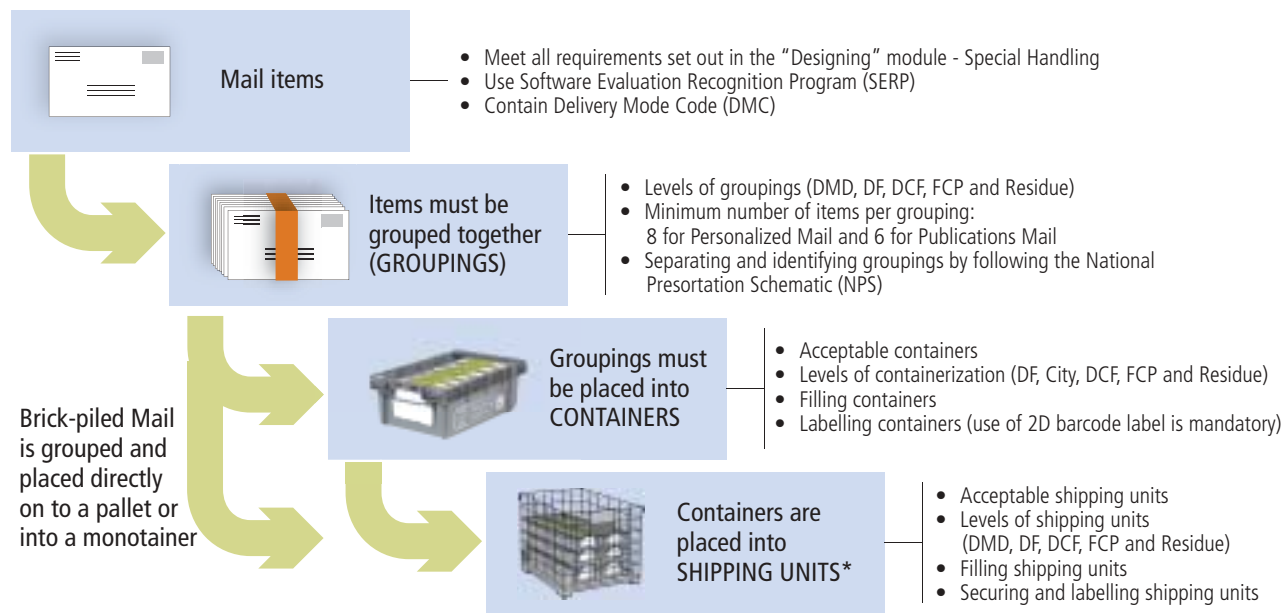 Mail items
• Meet all requirements set out in the “Designing” module - Special Handling
• Use Software Evaluation Recognition Program (SERP)
• Contain Delivery Mode Code (DMC)
Items must be
grouped together
(GROUPINGS)
• Levels of groupings (DMD, DF, DCF, FCP and Residue)
• Minimum number of items per grouping:
8 for Personalized Mail and 6 for Publications Mail
• Separating and identifying groupings by following the National
Presortation Schematic (NPS)
Groupings must
be placed into
CONTAINERS
• Acceptable containers
• Levels of containerization (DF, City, DCF, FCP and Residue)
• Filling containers
• Labelling containers (use of 2D barcode label is mandatory)
Brick-piled Mail
is grouped and
placed directly
on to a pallet or
into a monotainer
Containers are
placed into
SHIPPING UNITS*
• Acceptable shipping units
• Levels of shipping units
(DMD, DF, DCF, FCP and Residue)
• Filling shipping units
• Securing and labelling shipping units